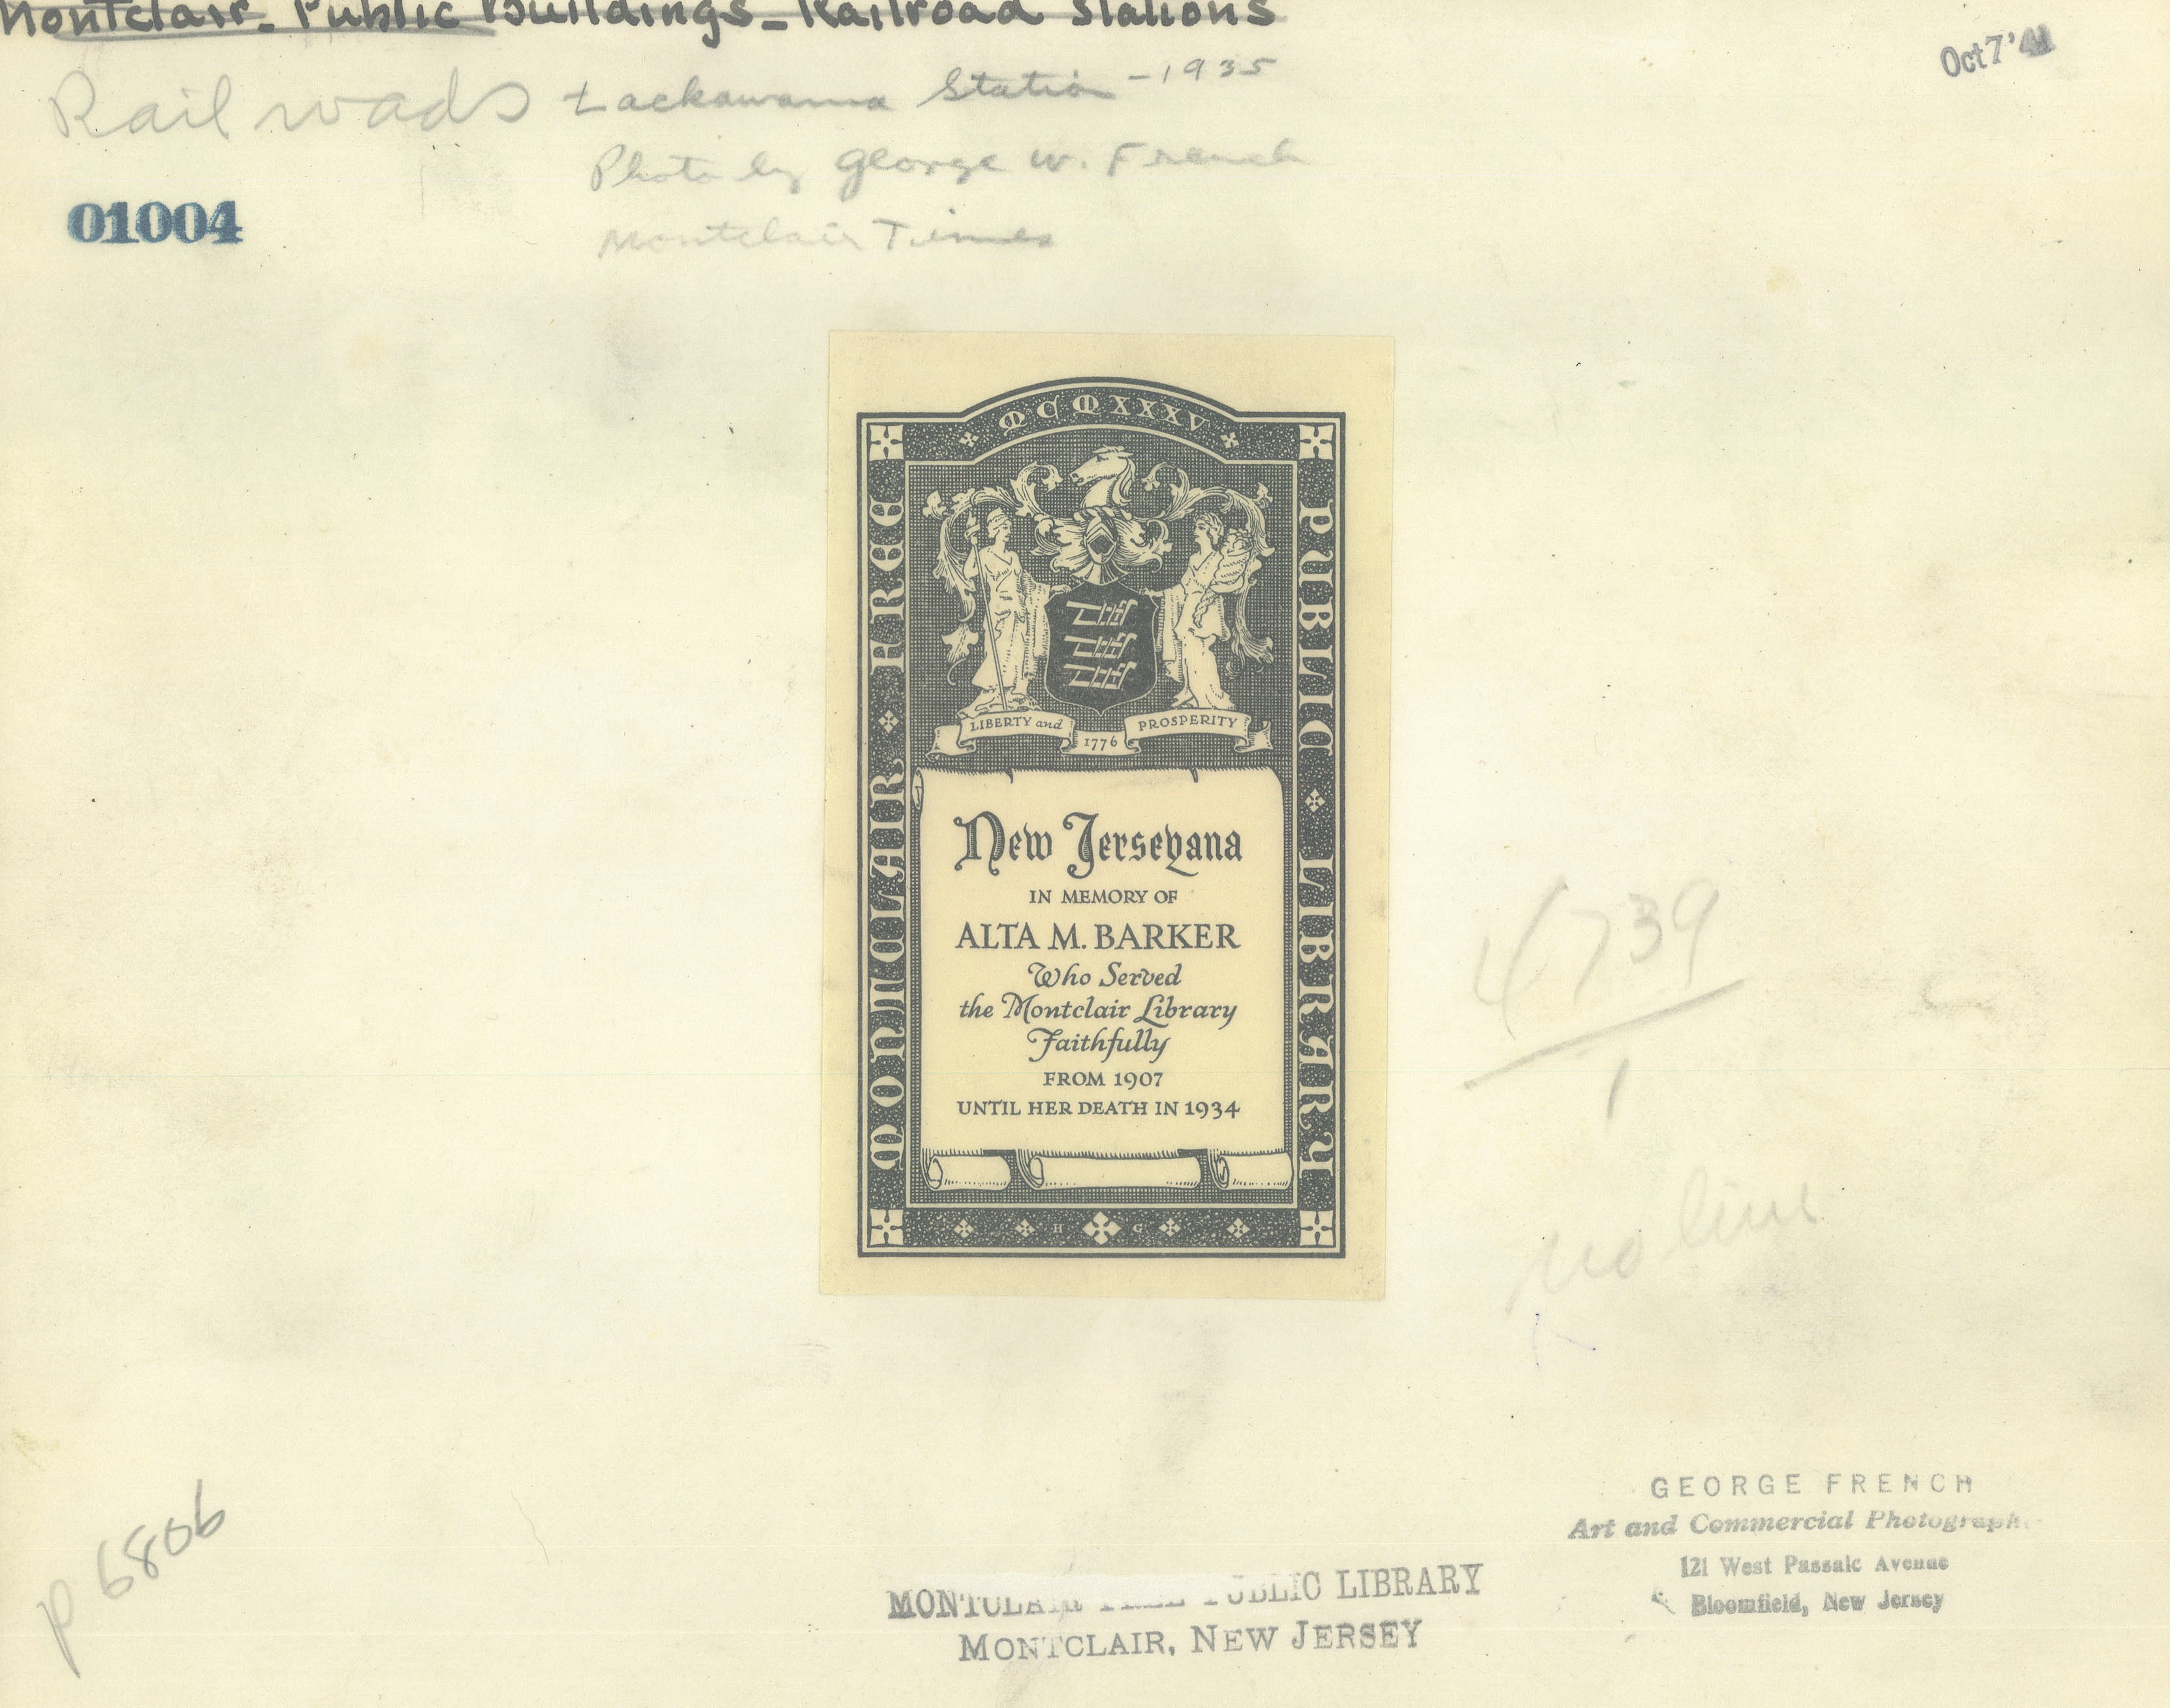 Montclair - Public Buildings - Railroad Stations
Oct 7 '41
Railroads
Lackawanna Station - 1935
Photo by George W. French
Montclair Times
01004
MCMXXXV
MONTCLAIR FREE
PUBLIC LIBRARY
LIBERTY and
1776
PROSPERITY
New Jerseyana
IN MEMORY OF
ALTA M. BARKER
Who Served
the Montclair Library
Faithfully
FROM 1907
UNTIL HER DEATH IN 1934
H G
4739
1
no line
p 6806
GEORGE FRENCH
Art and Commercial Photograph
121 West Passaic Avenue
Bloomfield, New Jersey
MONTCLAIR FREE PUBLIC LIBRARY
MONTCLAIR, NEW JERSEY